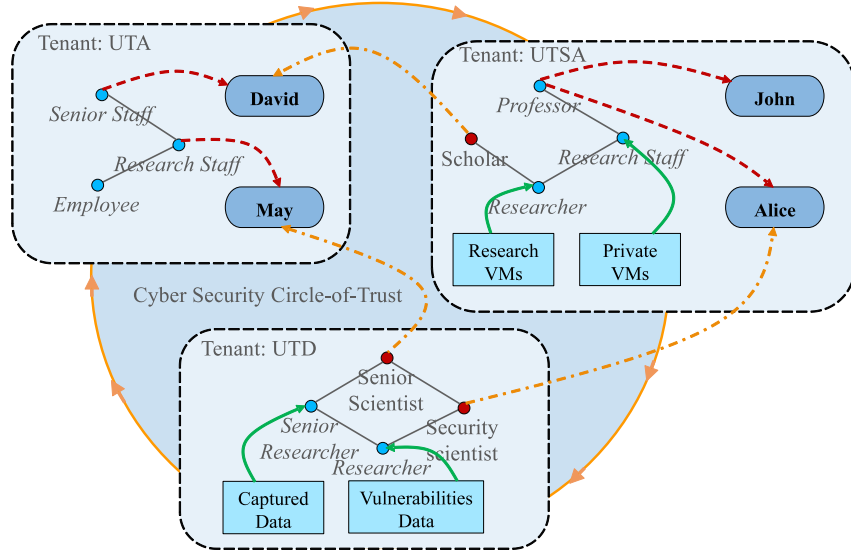 Tenant: UTA
David
Senior Staff
Research Staff
Employee
May
Tenant: UTSA
Professor
John
Scholar
Research Staff
Researcher
Alice
Research
VMs
Private
VMs
Cyber Security Circle-of-Trust
Tenant: UTD
Senior
Scientist
Senior
Researcher
Security
scientist
Researcher
Captured
Data
Vulnerabilities
Data